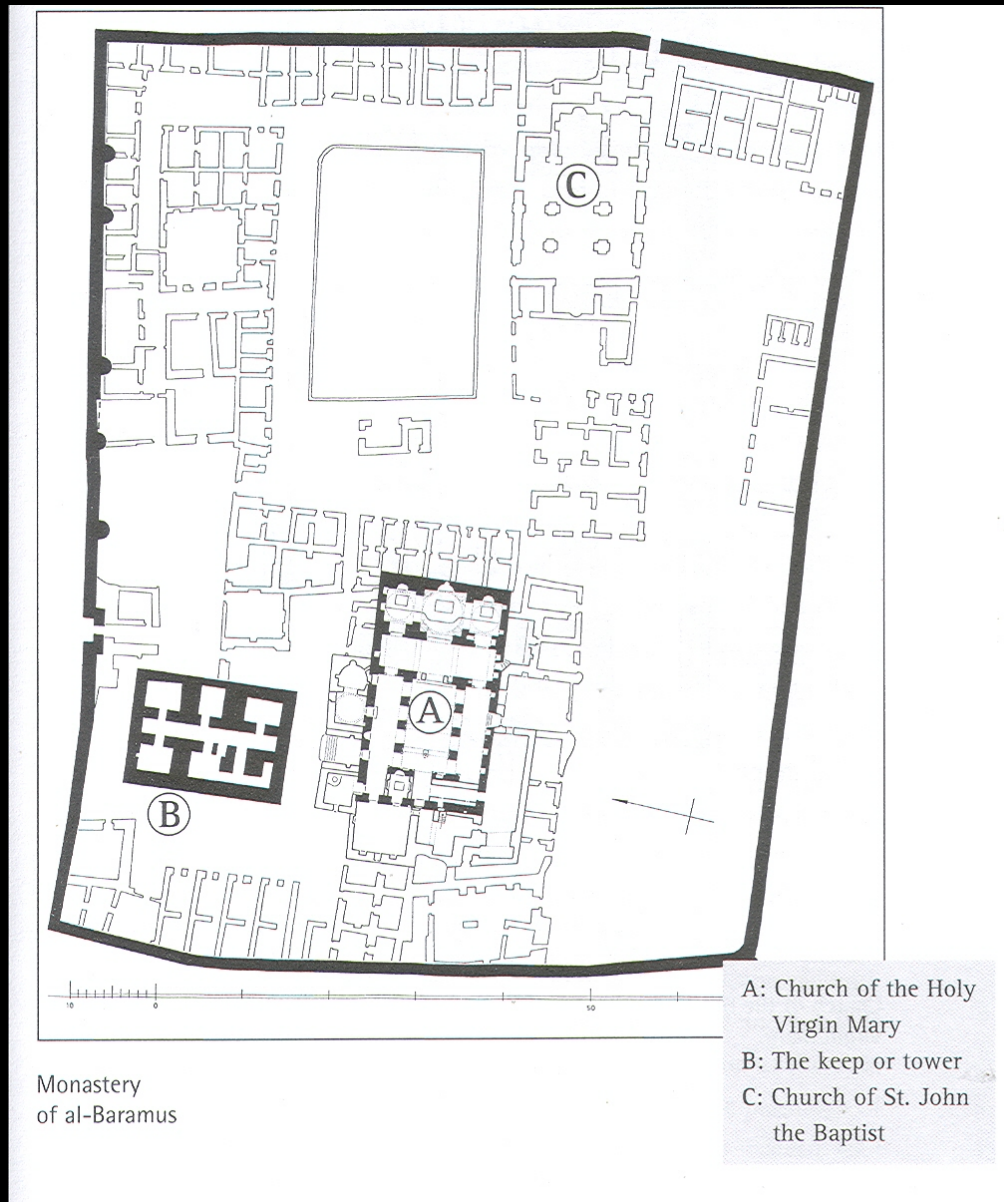 C
A
B
10 0 50
A: Church of the Holy
Virgin Mary
B: The keep or tower
C: Church of St. John
the Baptist
Monastery
of al-Baramus